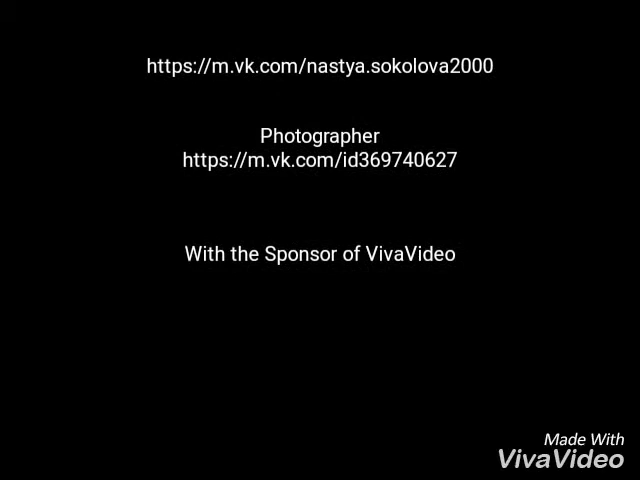 https://m.vk.com/nastya.sokolova2000
Photographer
https://m.vk.com/id369740627
With the Sponsor of VivaVideo
Made With
VivaVideo